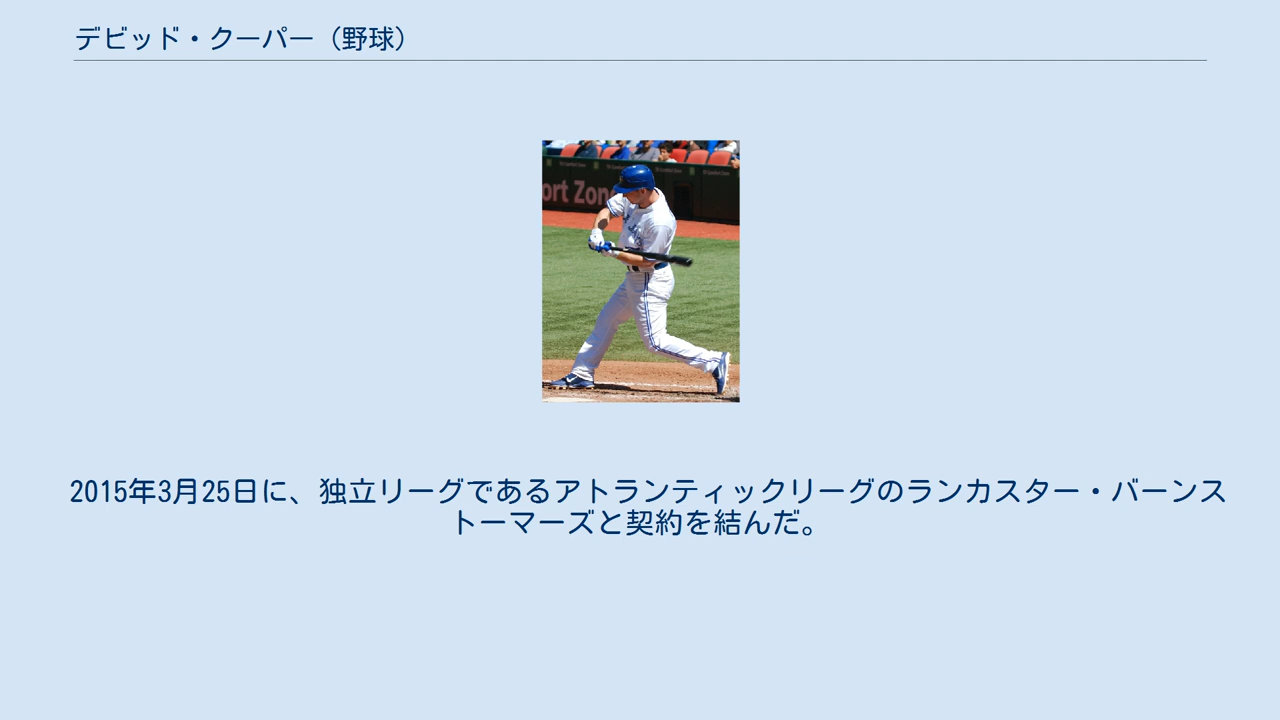 デビッド・クーパー（野球）
ort Zon
2015年3月25日に、独立リーグであるアトランティックリーグのランカスター・バーンス
トーマーズと契約を結んだ。